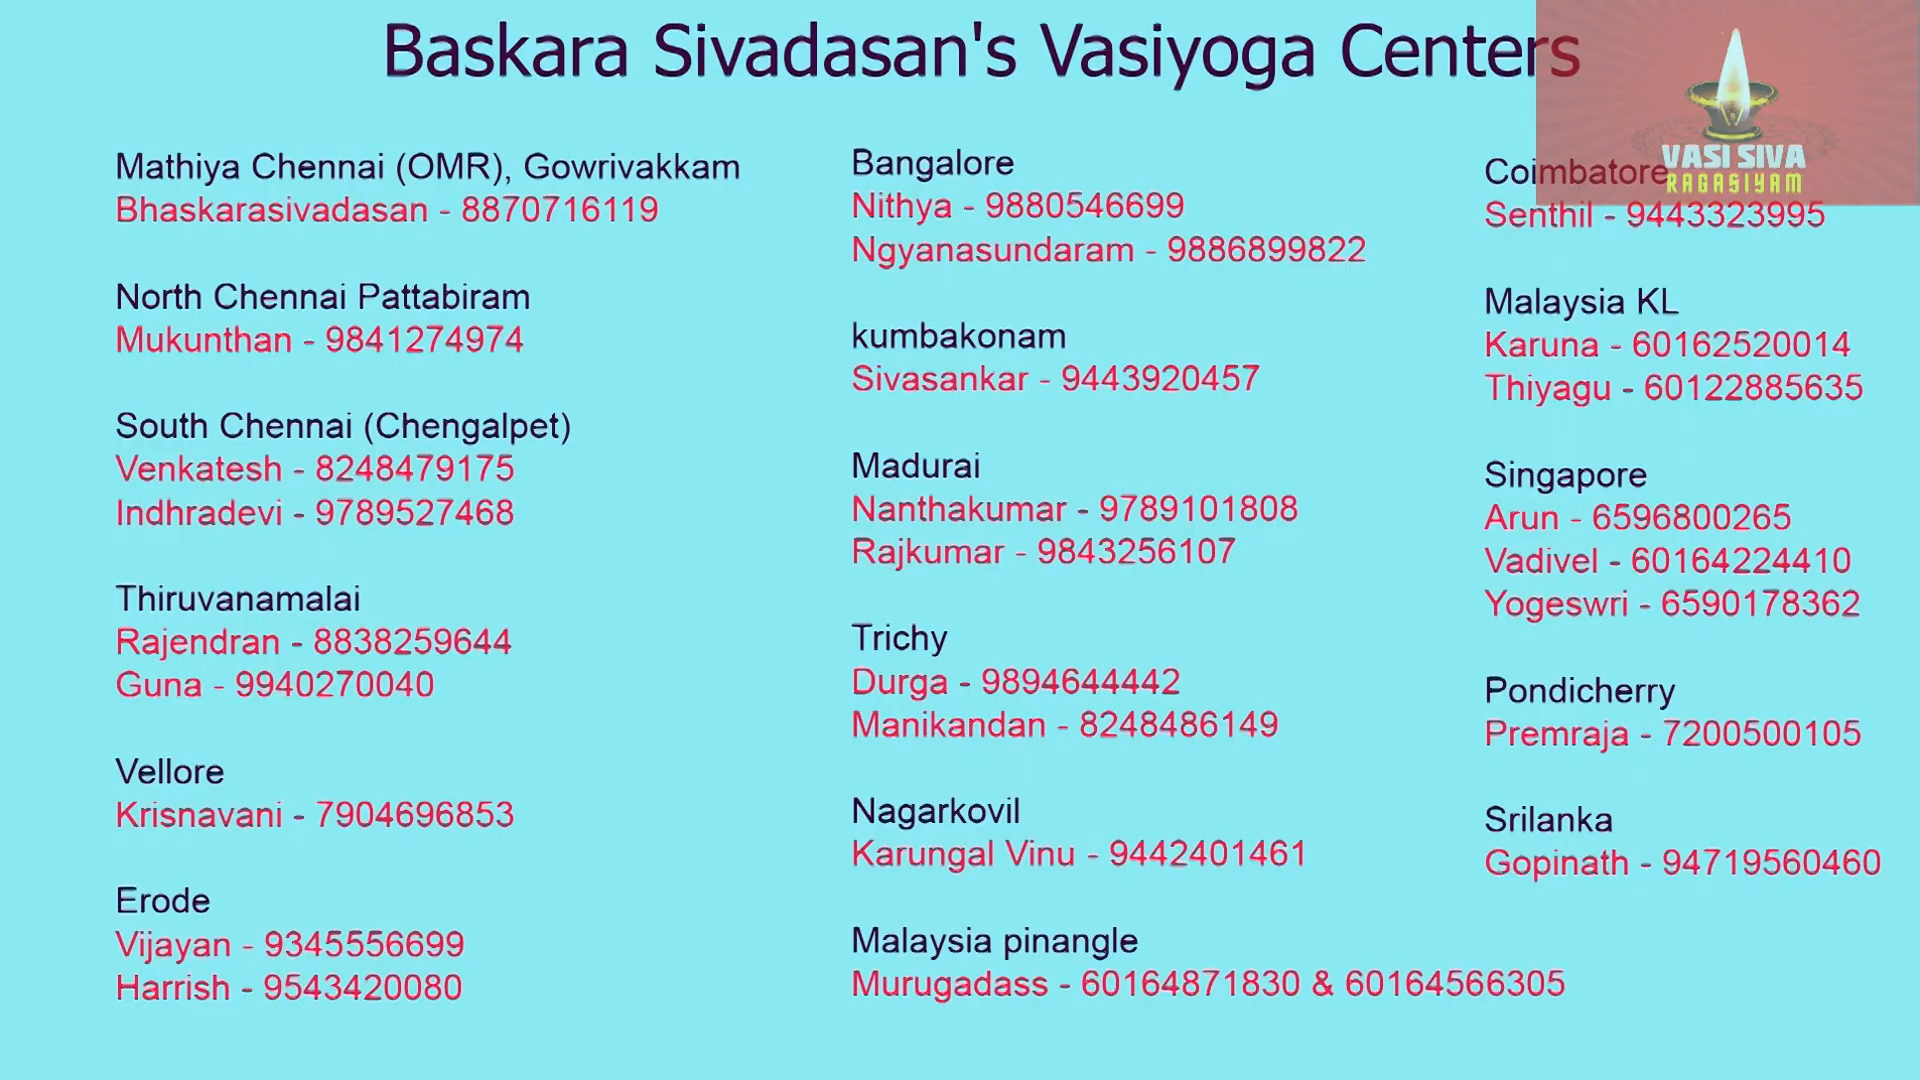 Baskara Sivadasan's Vasiyoga Centers
Mathiya Chennai (OMR), Gowrivakkam
Bhaskarasivadasan - 8870716119
North Chennai Pattabiram
Mukunthan - 9841274974
South Chennai (Chengalpet)
Venkatesh - 8248479175
Indhradevi - 9789527468
Thiruvanamalai
Rajendran - 8838259644
Guna - 9940270040
Vellore
Krisnavani - 7904696853
Erode
Vijayan - 9345556699
Harrish - 9543420080
Bangalore
Nithya - 9880546699
Ngyanasundaram - 9886899822
kumbakonam
Sivasankar - 9443920457
Madurai
Nanthakumar - 9789101808
Rajkumar - 9843256107
Trichy
Durga - 9894644442
Manikandan - 8248486149
Nagarkovil
Karungal Vinu - 9442401461
Malaysia pinangle
Murugadass - 60164871830 & 60164566305
VASI SIVA
RAGASIYAM
Coimbatore
Senthil - 9443323995
Malaysia KL
Karuna - 60162520014
Thiyagu - 60122885635
Singapore
Arun - 6596800265
Vadivel - 60164224410
Yogeswri - 6590178362
Pondicherry
Premraja - 7200500105
Srilanka
Gopinath - 94719560460